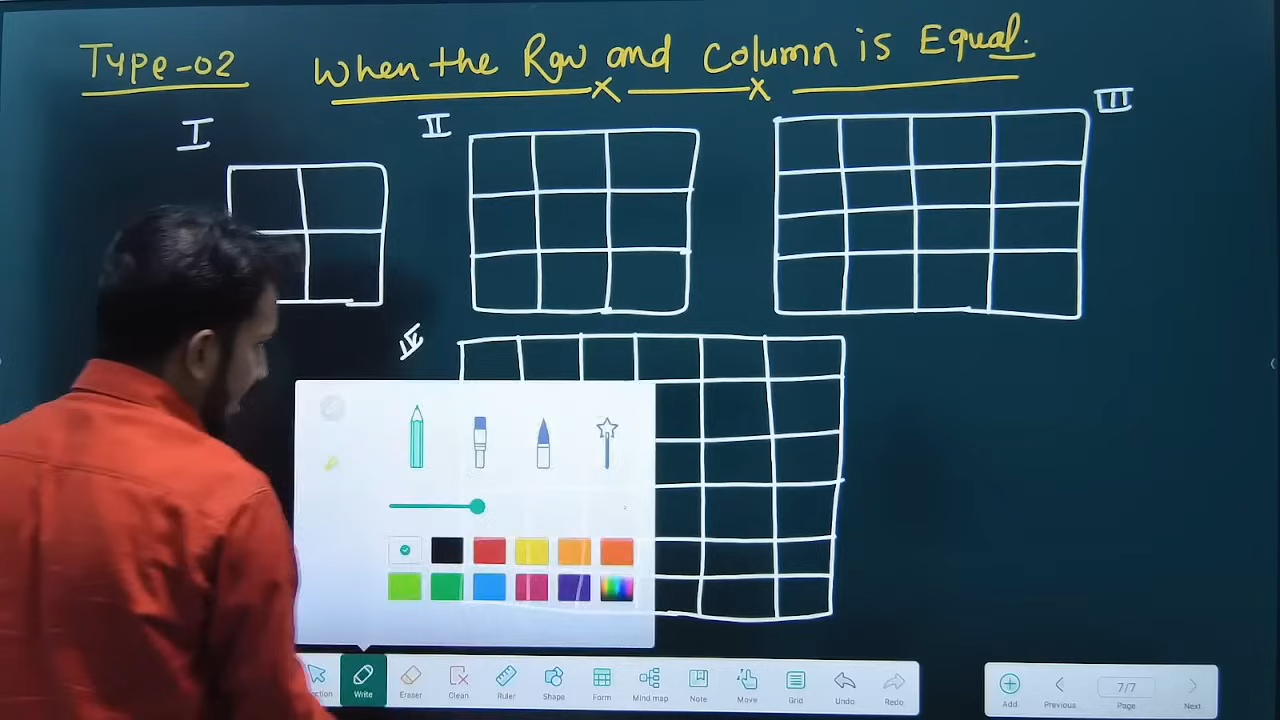 Type-02 When the Row and Column is Equal.
I
II
III
IV
ction
Write
Eraser
Clean
Ruler
Shape
Form
Mind map
Note
Move
Grid
Undo
Redo
Add
Previous
7/7
Page
Next